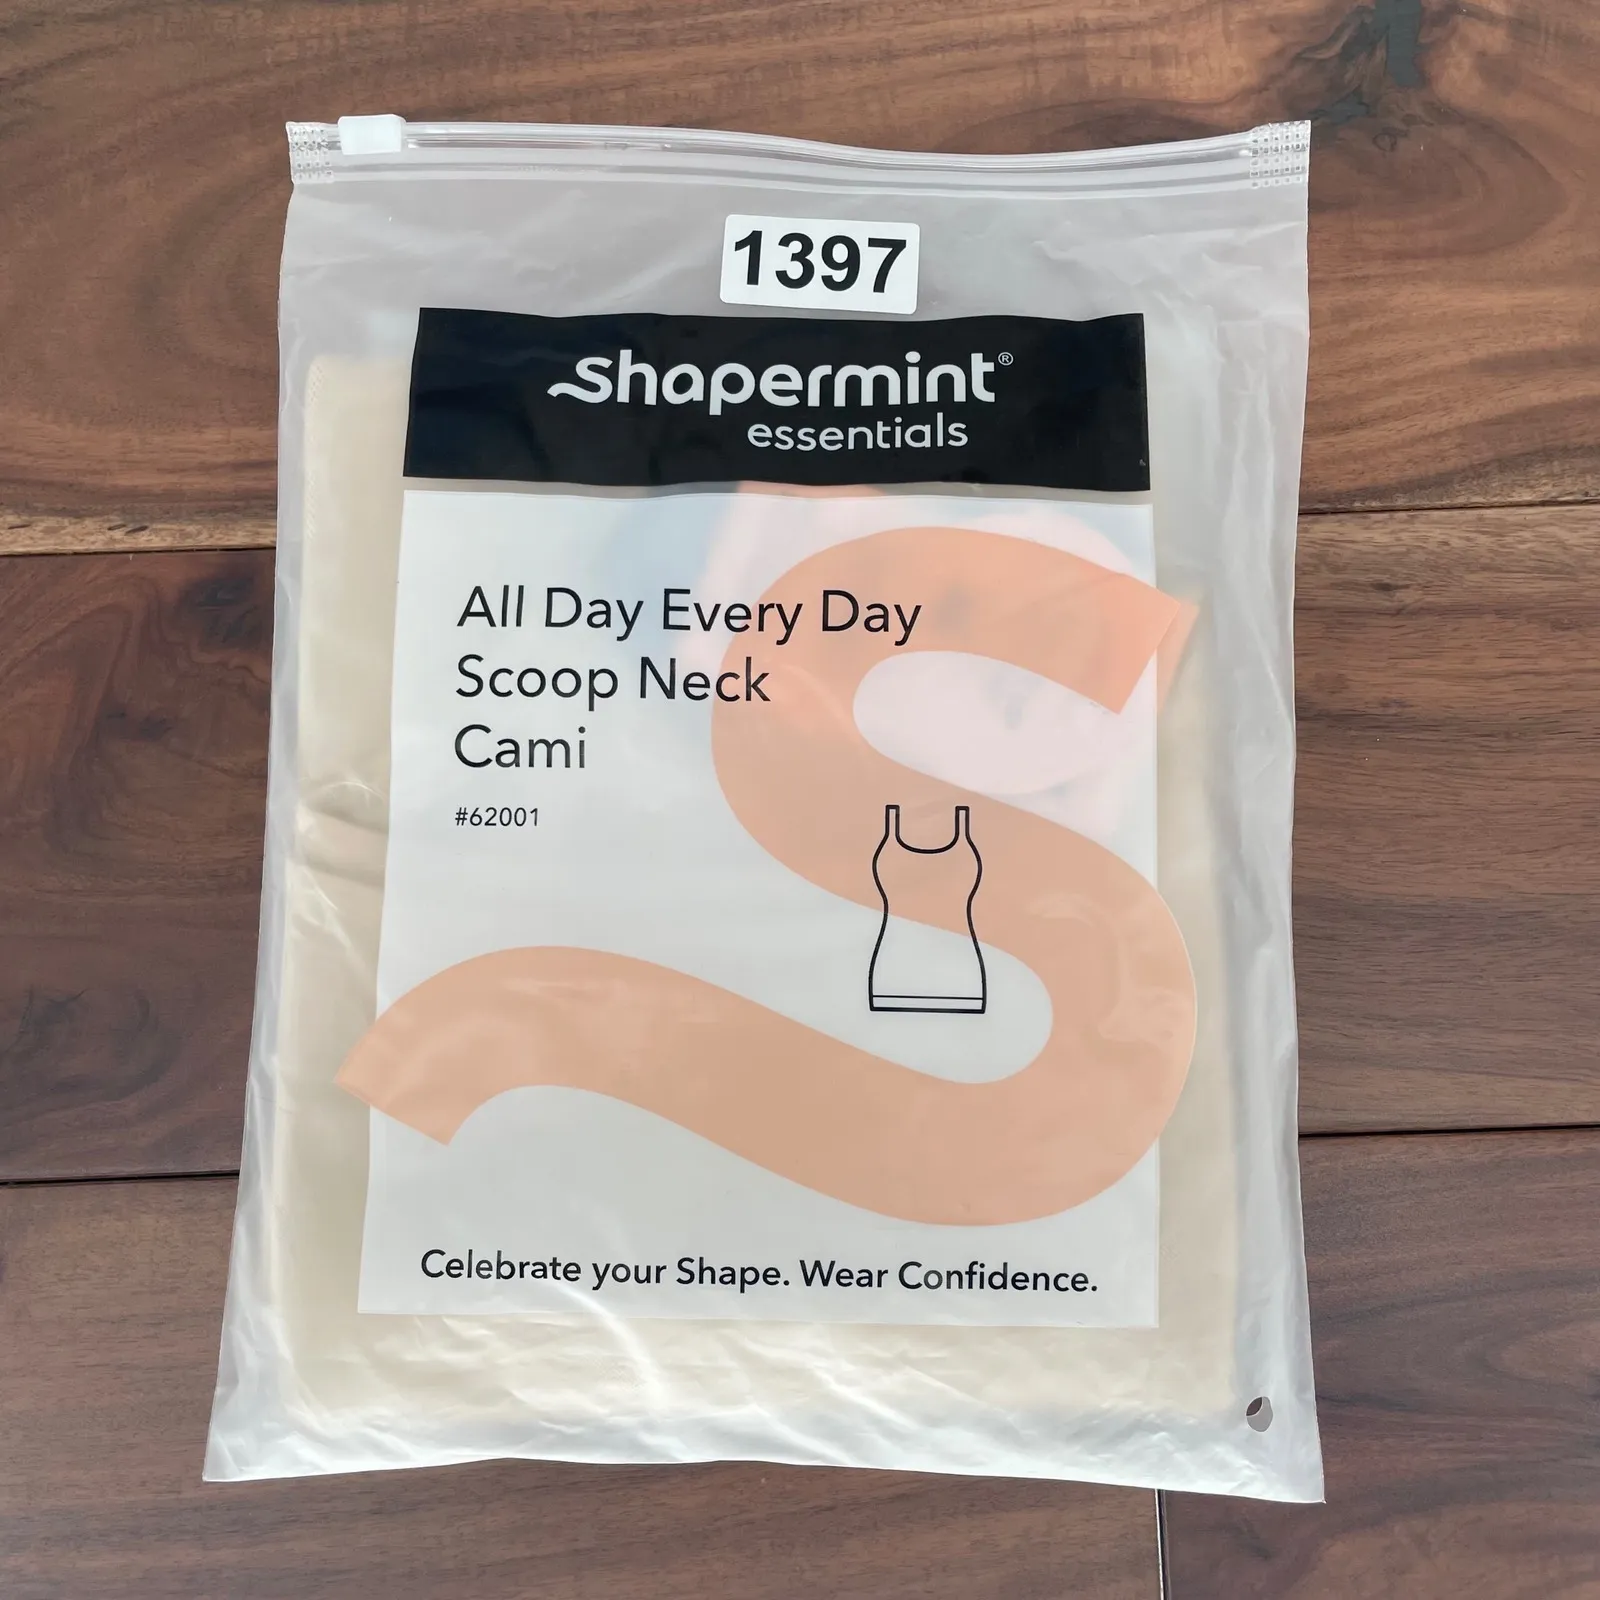 1397
Shapermint®
essentials
All Day Every Day
Scoop Neck
Cami
#62001
Celebrate your Shape. Wear Confidence.